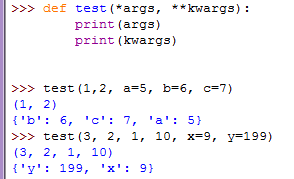 >>> def test(*args, **kwargs):
        print(args)
        print(kwargs)
>>> test(1,2, a=5, b=6, c=7)
(1, 2)
{'b': 6, 'c': 7, 'a': 5}
>>> test(3, 2, 1, 10, x=9, y=199)
(3, 2, 1, 10)
{'y': 199, 'x': 9}